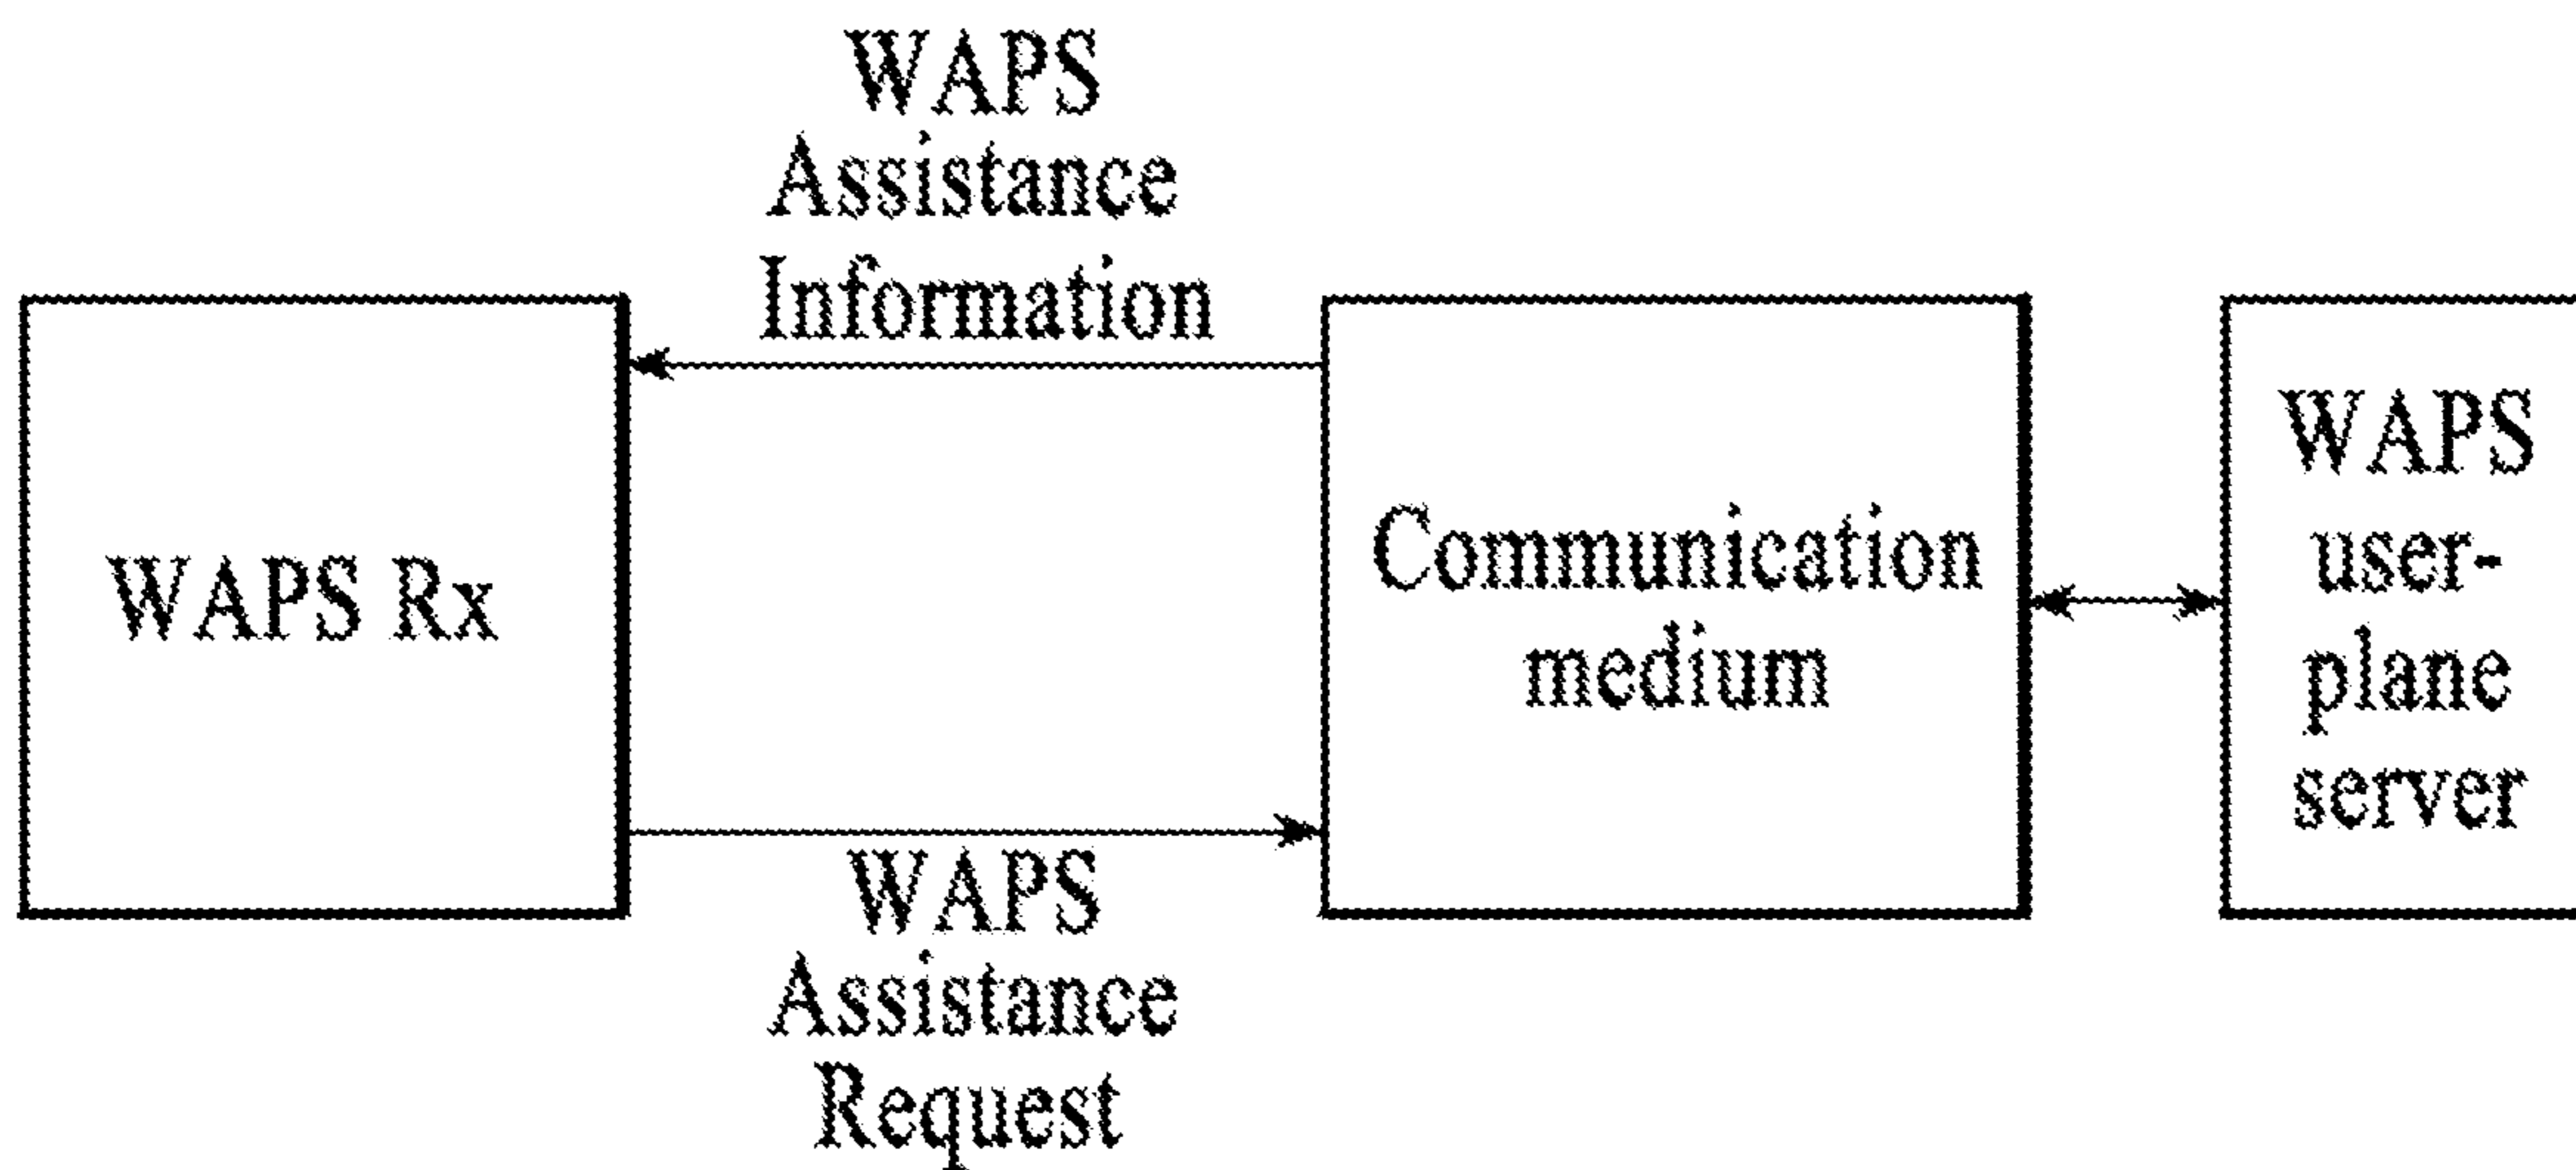 WAPS
Assistance
Information
WAPS Rx
WAPS
Assistance
Request
Communication
medium
WAPS
user-
plane
server